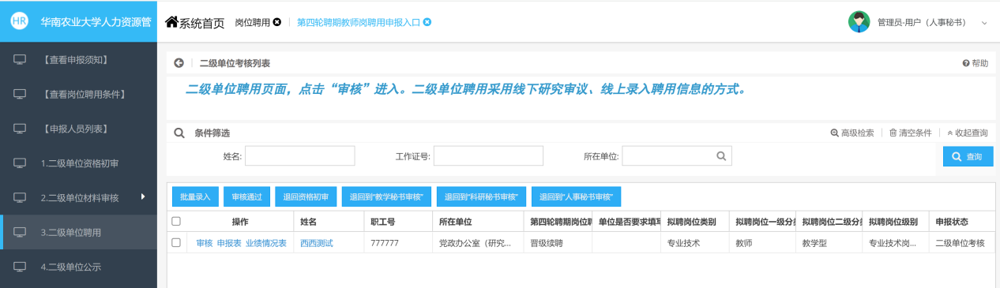 HR 华南农业大学人力资源管 系统首页 岗位聘用 第四轮聘期教师岗聘用申报入口 管理员-用户（人事秘书）
【查看申报须知】
【查看岗位聘用条件】
【申报人员列表】
1.二级单位资格初审
2.二级单位材料审核
3.二级单位聘用
4.二级单位公示
二级单位考核列表 帮助
二级单位聘用页面，点击“审核”进入。二级单位聘用采用线下研究审议、线上录入聘用信息的方式。
条件筛选 高级检索 清空条件 收起查询
姓名: 工作证号: 所在单位: 查询
批量录入 审核通过 退回资格初审 退回到“教学秘书审核” 退回到“科研秘书审核” 退回到“人事秘书审核”
操作 姓名 职工号 所在单位 第四轮聘期岗位聘 单位是否要求填写 拟聘岗位类别 拟聘岗位一级分类 拟聘岗位二级分类 拟聘岗位级别 申报状态
审核 申报表 业绩情况表 西西测试 777777 党政办公室（研究... 晋级续聘 专业技术 教师 教学型 专业技术岗... 二级单位考核